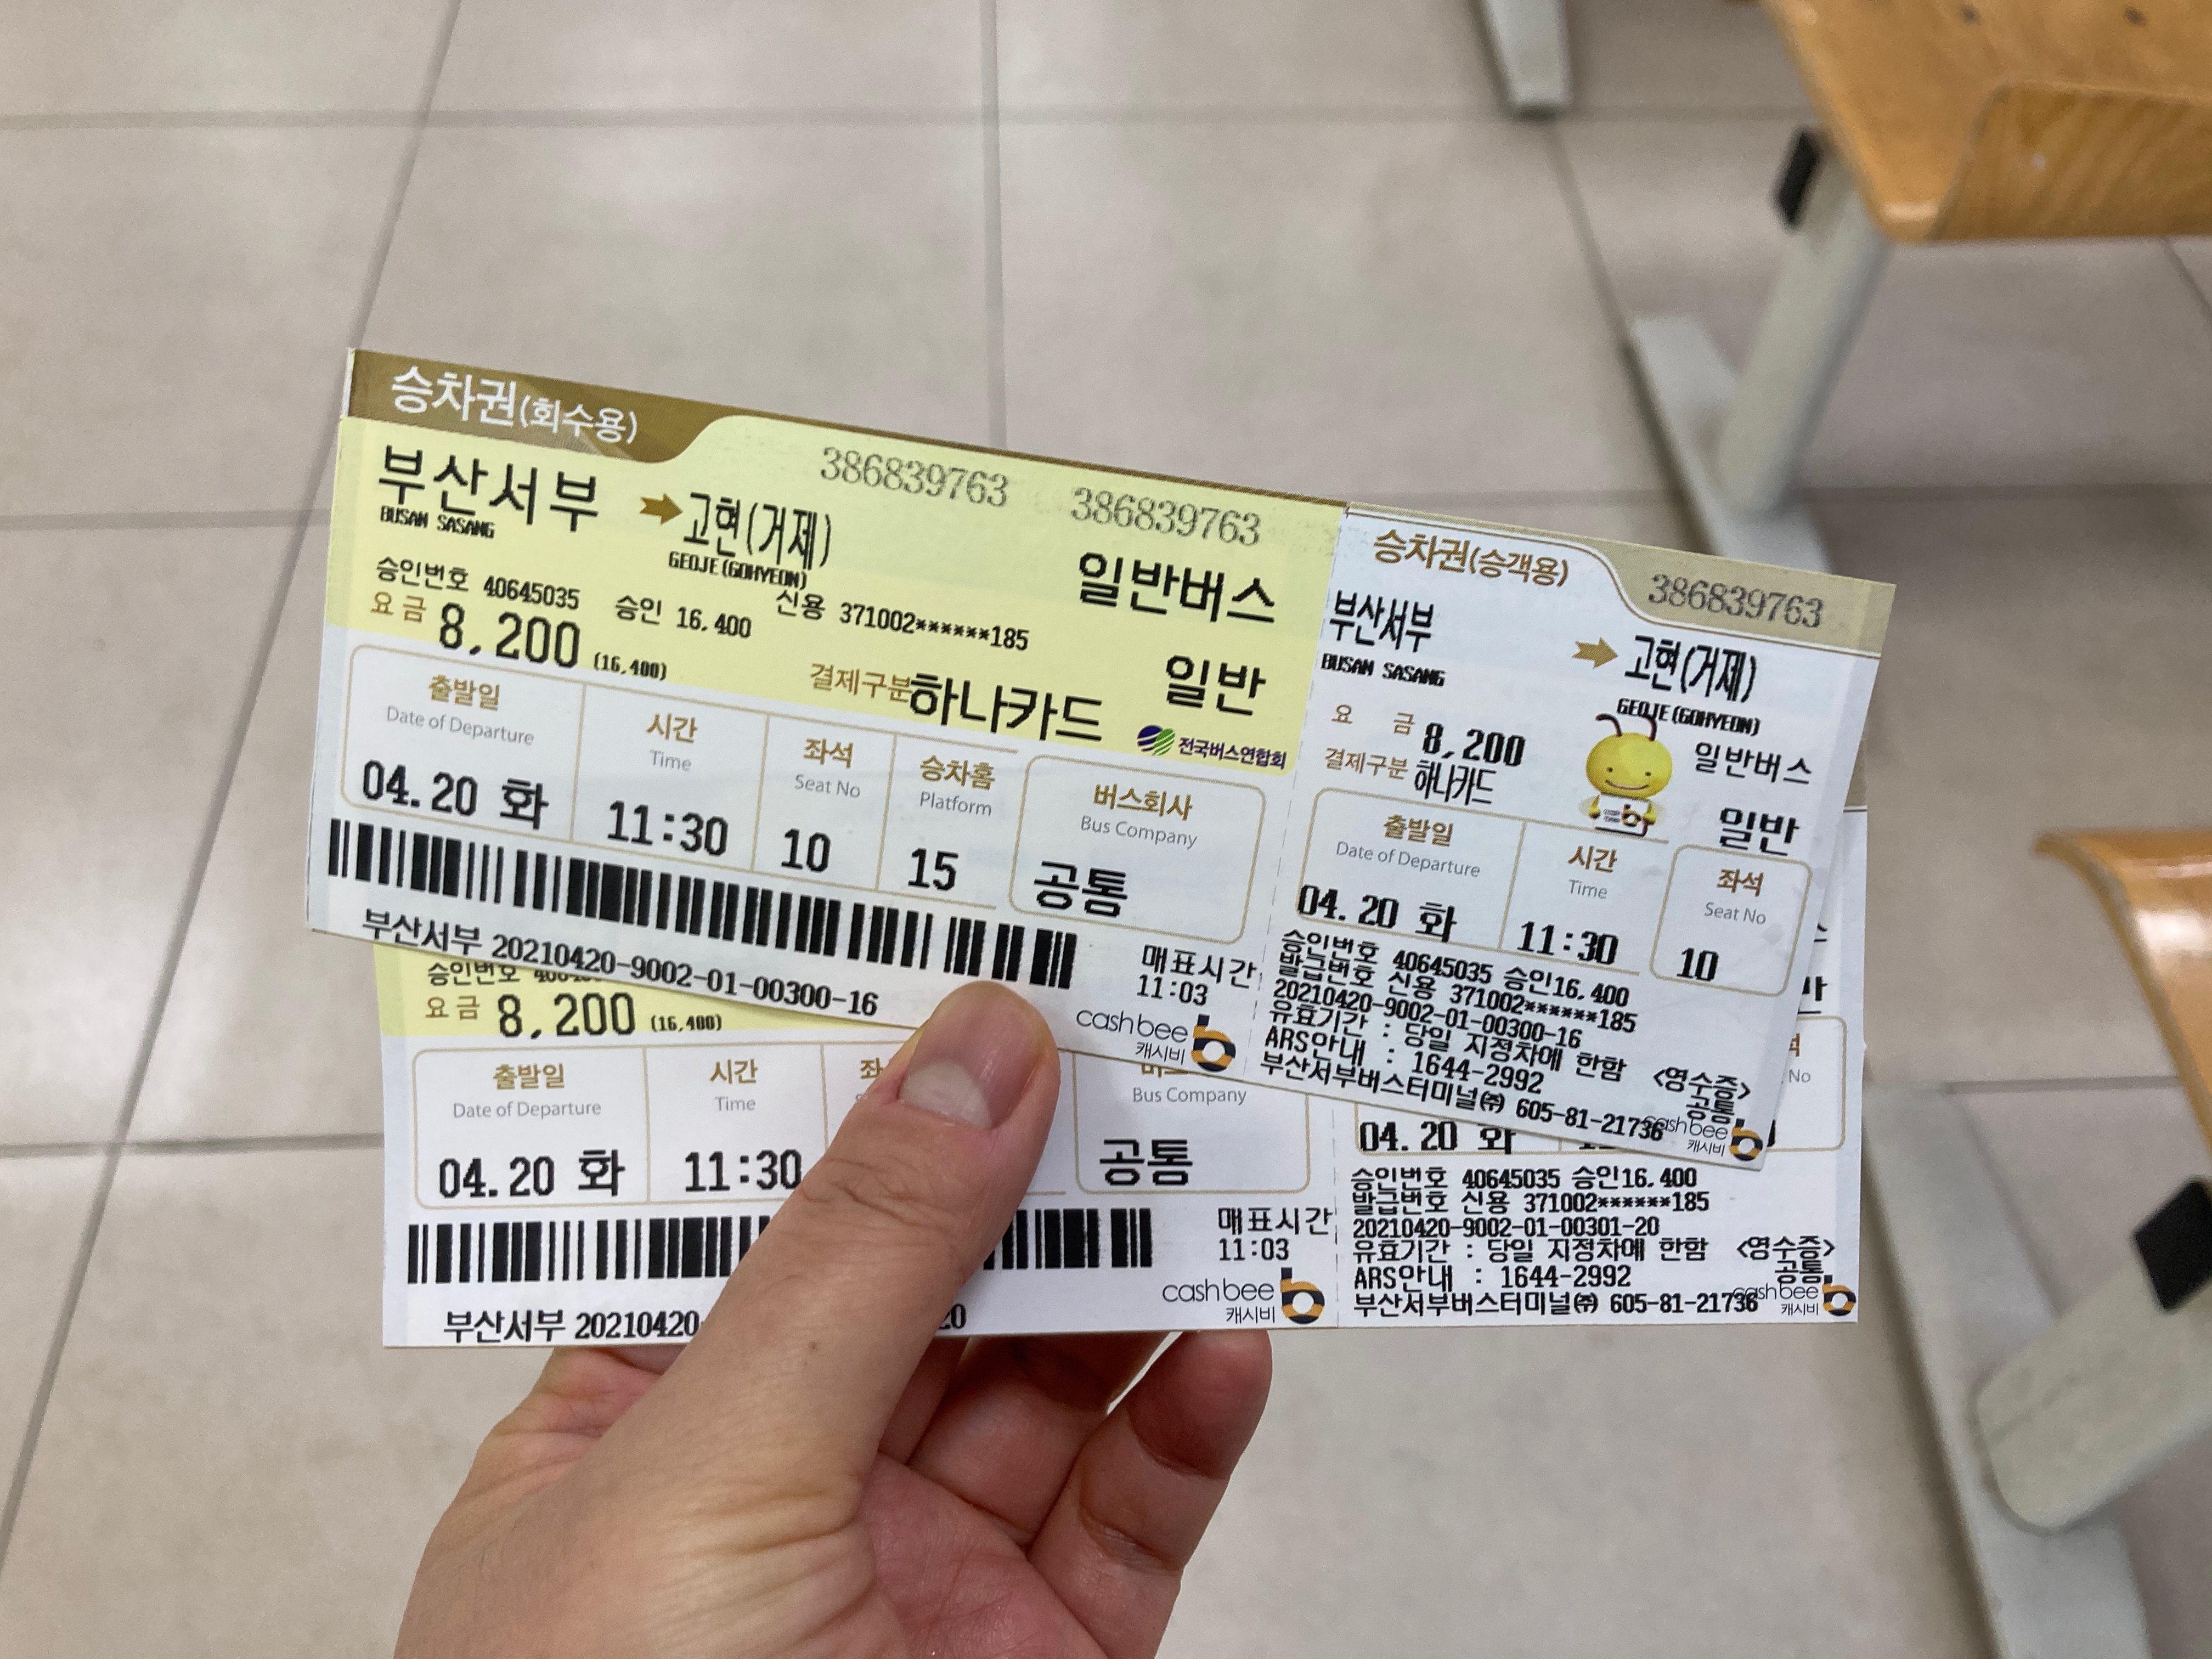 승차권(회수용)
386839763 386839763
부산서부 ➡ 고현(거제)
BUSAN SASANG GEOJE(GOHYEON)
일반버스
승인번호 40645035 승인 16,400 신용 371002******185
요금 8,200 (16,400)
일반
결제구분 하나카드
전국버스연합회
출발일 시간 좌석 승차홈 버스회사
Date of Departure Time Seat No Platform Bus Company
04.20 화 11:30 10 15 공통
부산서부 20210420-9002-01-00300-16
매표시간
11:03
cashbee
캐시비
승차권(승객용)
386839763
부산서부 ➡ 고현(거제)
BUSAN SASANG GEOJE(GOHYEON)
요 금 8,200
일반버스
결제구분 하나카드
일반
출발일 시간 좌석
Date of Departure Time Seat No
04.20 화 11:30 10
승인번호 40645035 승인16,400
발급번호 신용 371002******185
20210420-9002-01-00300-16
유효기간 : 당일 지정차에 한함 <영수증>
ARS안내 : 1644-2992 공통
부산서부버스터미널㈜ 605-81-21736
cashbee
캐시비
승인번호
요금 8,200 (16,400)
출발일 시간
Date of Departure Time Bus Company
04.20 화 11:30 공통
매표시간
11:03
cashbee
캐시비
부산서부 20210420
No
04.20 화
승인번호 40645035 승인16,400
발급번호 신용 371002******185
20210420-9002-01-00301-20
유효기간 : 당일 지정차에 한함 <영수증>
ARS안내 : 1644-2992 공통
부산서부버스터미널㈜ 605-81-21736
cashbee
캐시비